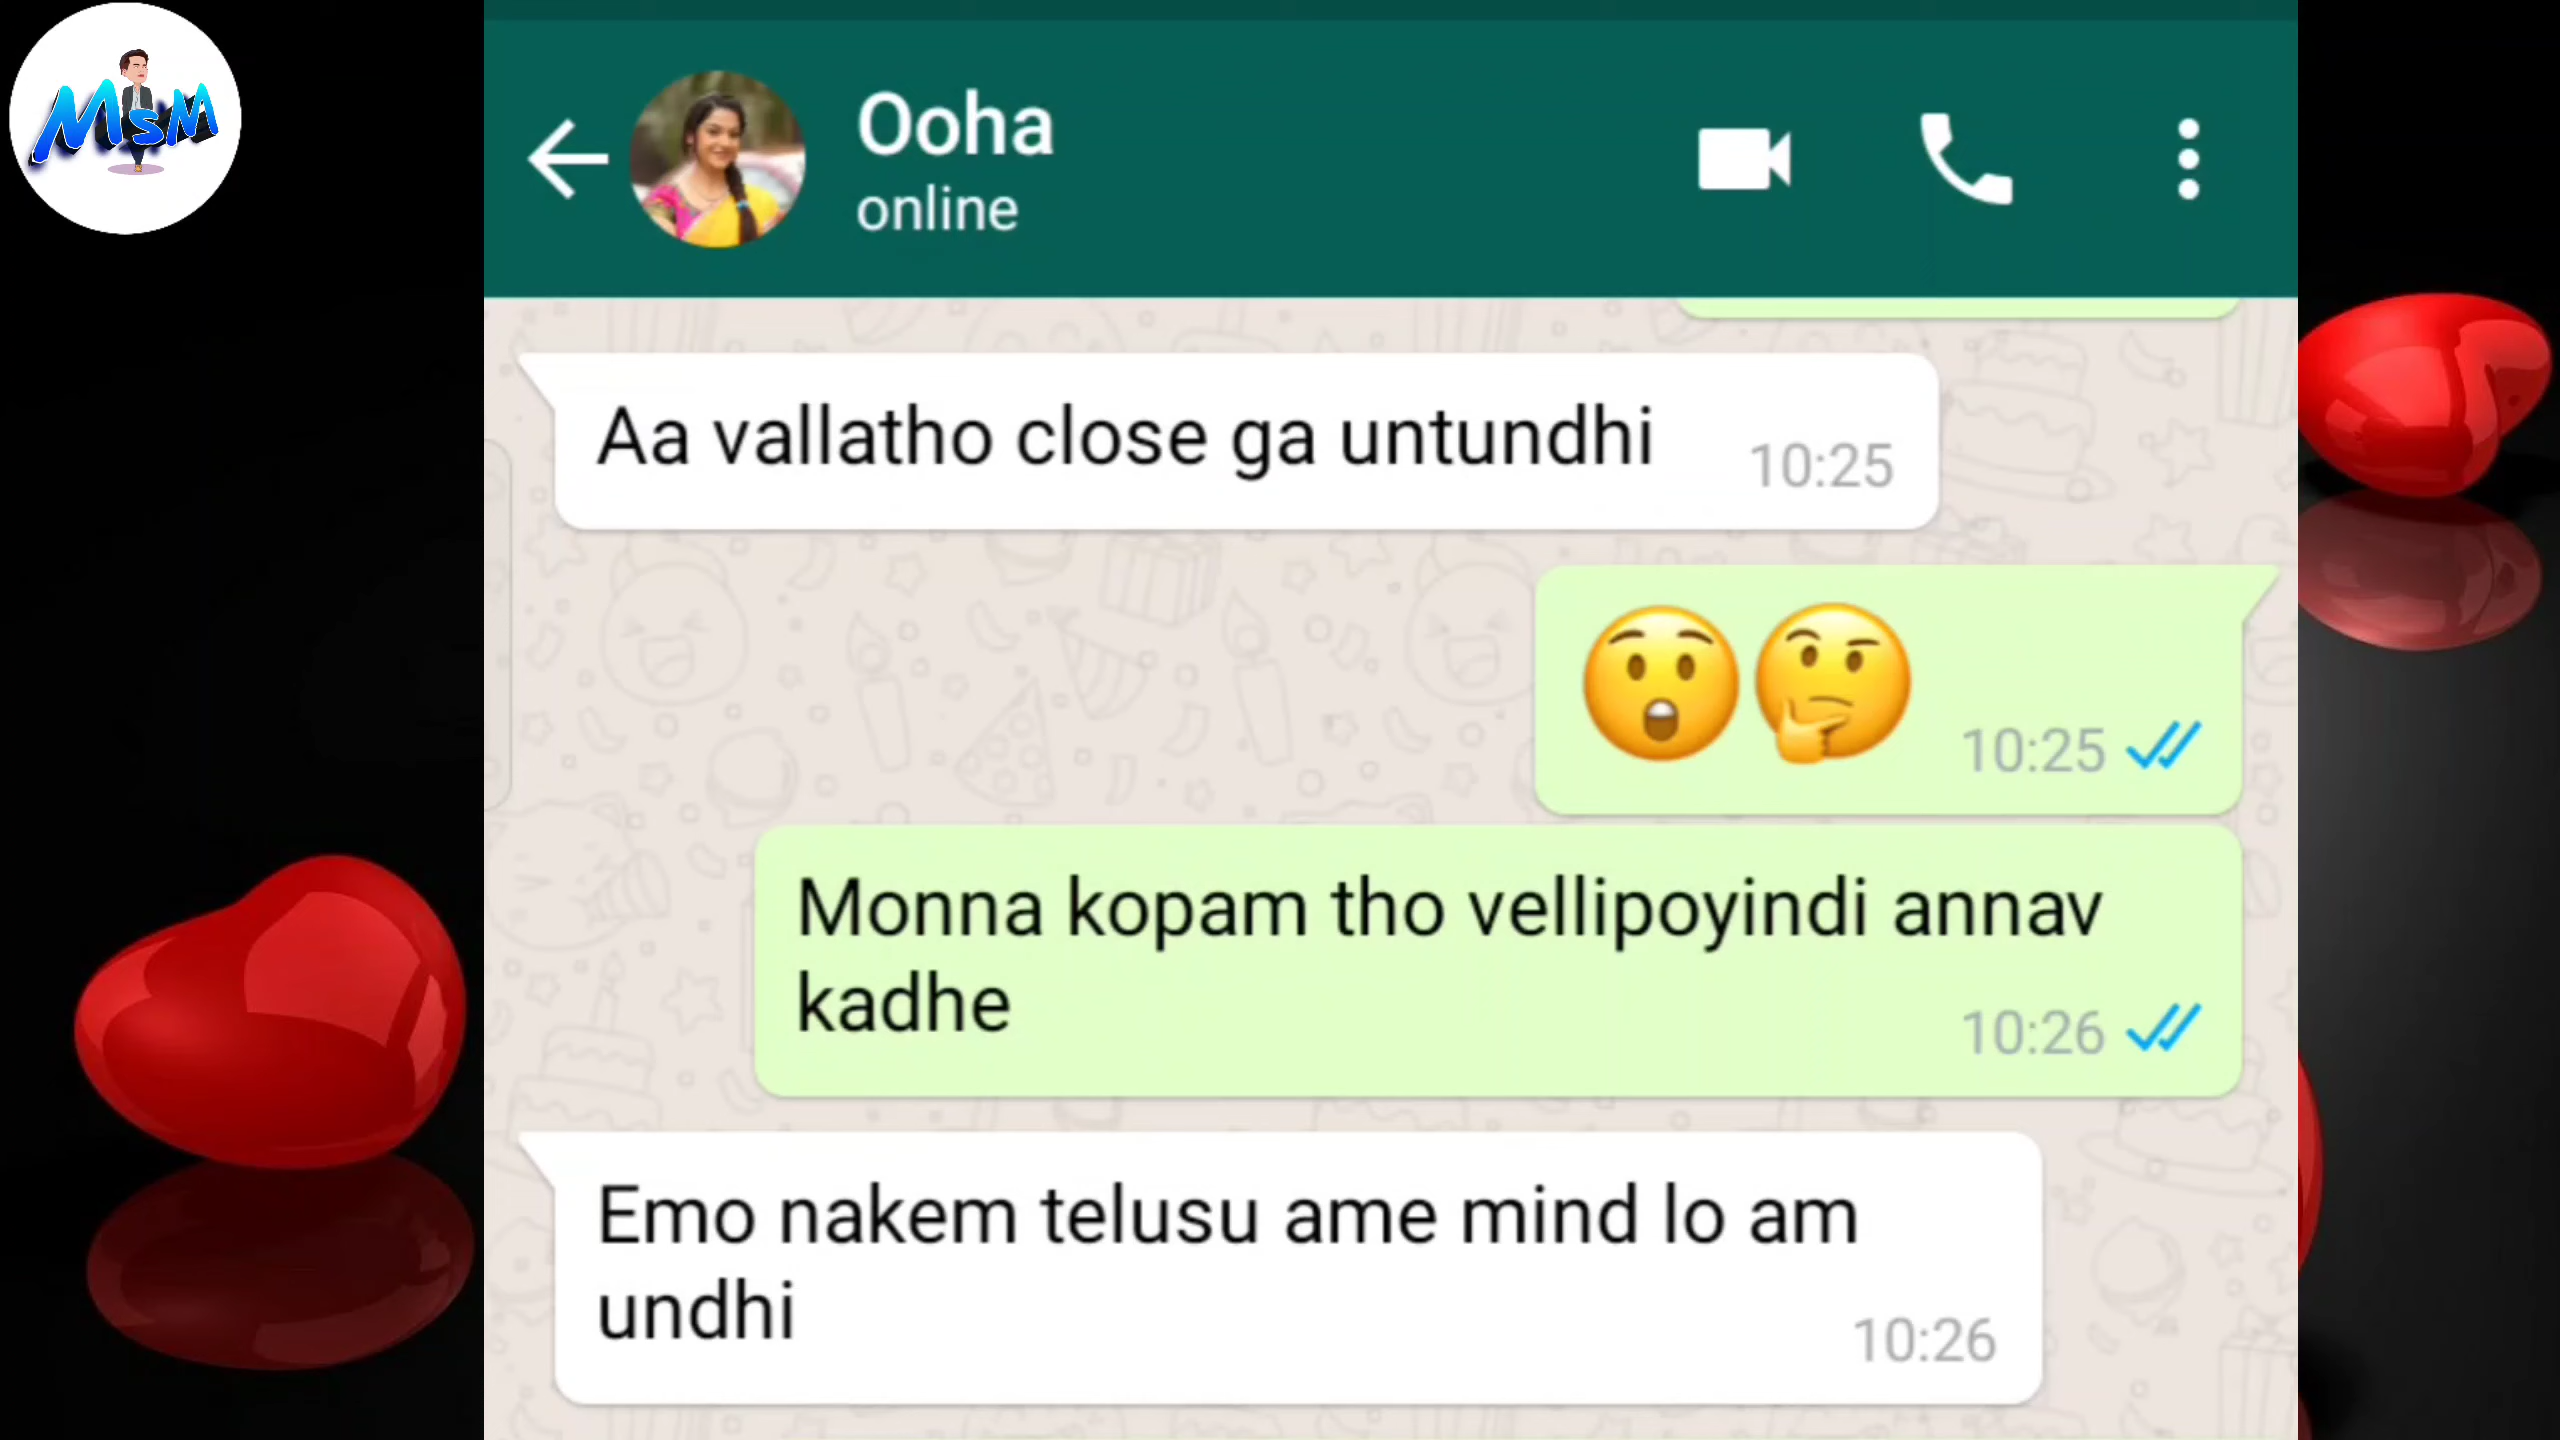 MsM
Ooha
online
Aa vallatho close ga untundhi
10:25
😲🤔
10:25
Monna kopam tho vellipoyindi annav
kadhe
10:26
Emo nakem telusu ame mind lo am
undhi
10:26